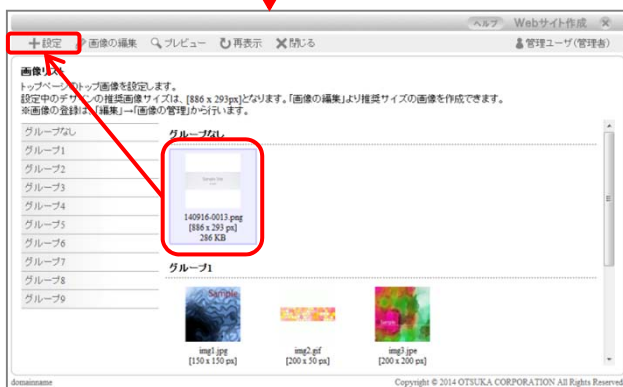 ヘルプ Webサイト作成
設定 画像の編集 プレビュー 再表示 閉じる 管理ユーザ(管理者)
画像リスト
トップページのトップ画像を設定します。
設定中のデザインの推奨画像サイズは、[886 x 293px]となります。「画像の編集」より推奨サイズの画像を作成できます。
※画像の登録は、「編集」→「画像の管理」から行います。
グループなし
グループ1
グループ2
グループ3
グループ4
グループ5
グループ6
グループ7
グループ8
グループ9
グループなし
140916-0013.png
[886 x 293 px]
286 KB
グループ1
Sample
img1.jpg
[150 x 150 px]
img2.gif
[200 x 50 px]
img3.jpe
[200 x 200 px]
domainname Copyright © 2014 OTSUKA CORPORATION All Rights Reserved